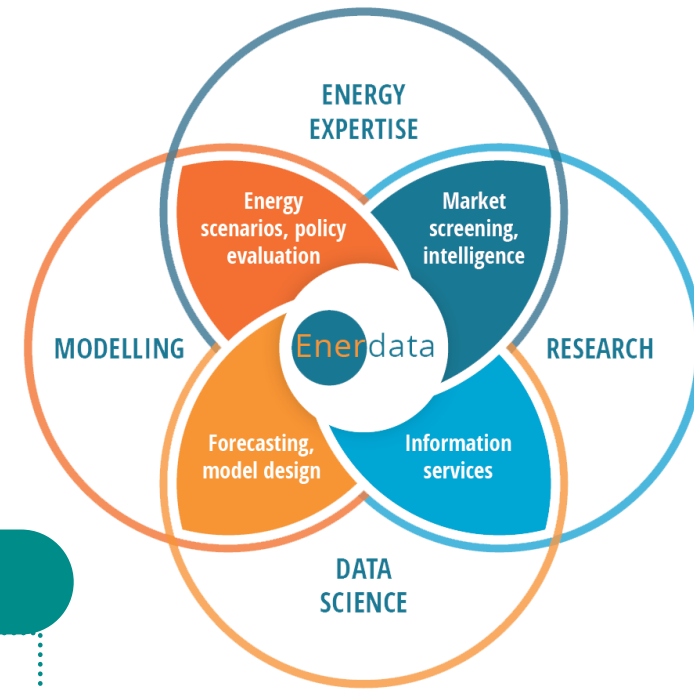 ENERGY
EXPERTISE
Energy
scenarios, policy
evaluation
Market
screening,
intelligence
MODELLING
Enerdata
RESEARCH
Forecasting,
model design
Information
services
DATA
SCIENCE